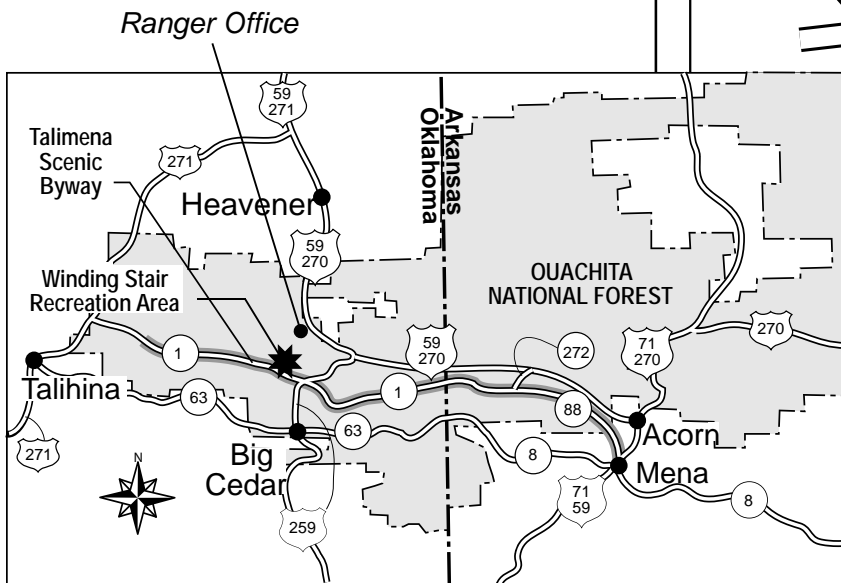 Ranger Office
59
271
Arkansas
Oklahoma
Talimena
Scenic
Byway
271
Heavener
59
270
Winding Stair
Recreation Area
OUACHITA
NATIONAL FOREST
59
270
272
71
270
270
1
Talihina
63
1
88
63
Acorn
Big
Cedar
8
Mena
271
N
259
71
59
8